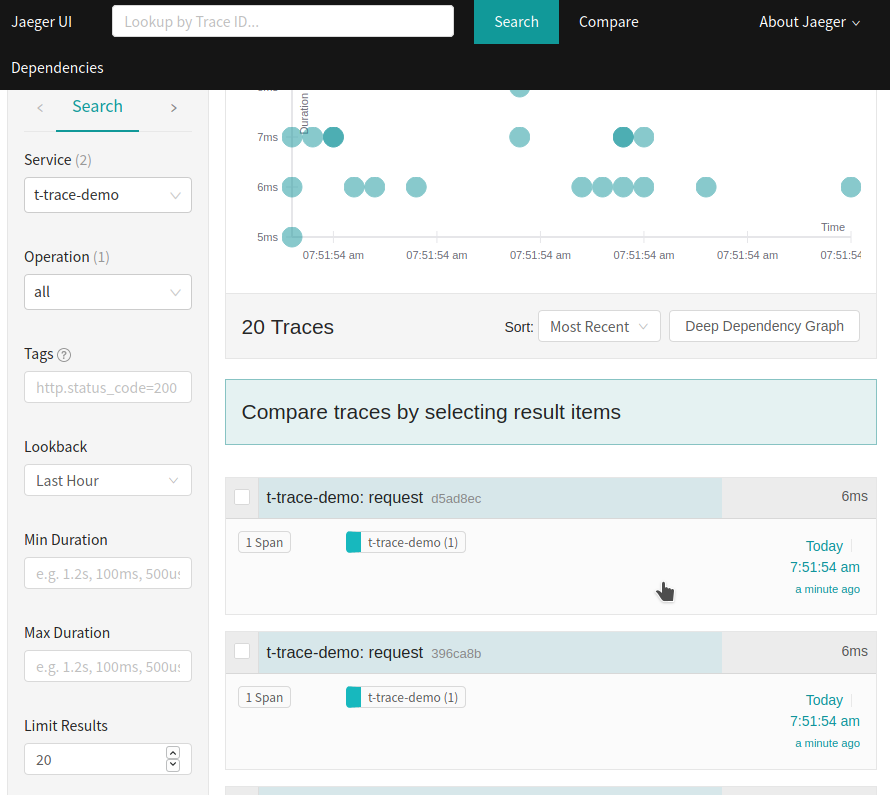 Jaeger UI
Lookup by Trace ID...
Search
Compare
About Jaeger
Dependencies
Search
Service (2)
t-trace-demo
Operation (1)
all
Tags ?
http.status_code=200
Lookback
Last Hour
Min Duration
e.g. 1.2s, 100ms, 500us
Max Duration
e.g. 1.2s, 100ms, 500us
Limit Results
20
Duration
7ms
6ms
5ms
Time
07:51:54 am
07:51:54 am
07:51:54 am
07:51:54 am
07:51:54 am
07:51:54
20 Traces
Sort:
Most Recent
Deep Dependency Graph
Compare traces by selecting result items
t-trace-demo: request d5ad8ec
6ms
1 Span
t-trace-demo (1)
Today
7:51:54 am
a minute ago
t-trace-demo: request 396ca8b
6ms
1 Span
t-trace-demo (1)
Today
7:51:54 am
a minute ago